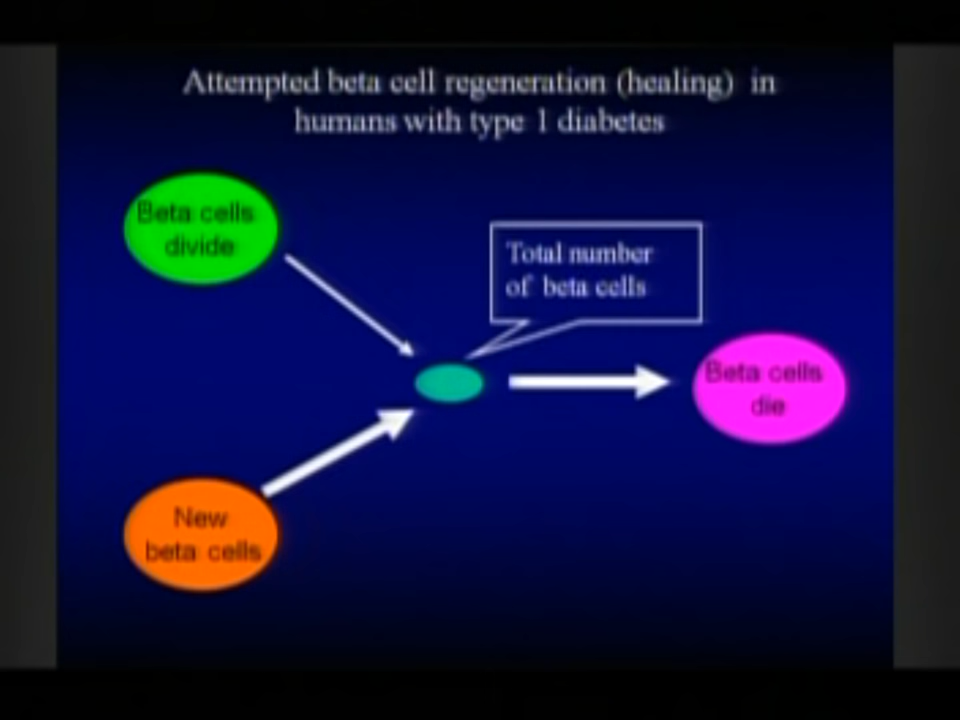 Attempted beta cell regeneration (healing) in
humans with type 1 diabetes
Beta cells
divide
Total number
of beta cells
Beta cells
die
New
beta cells